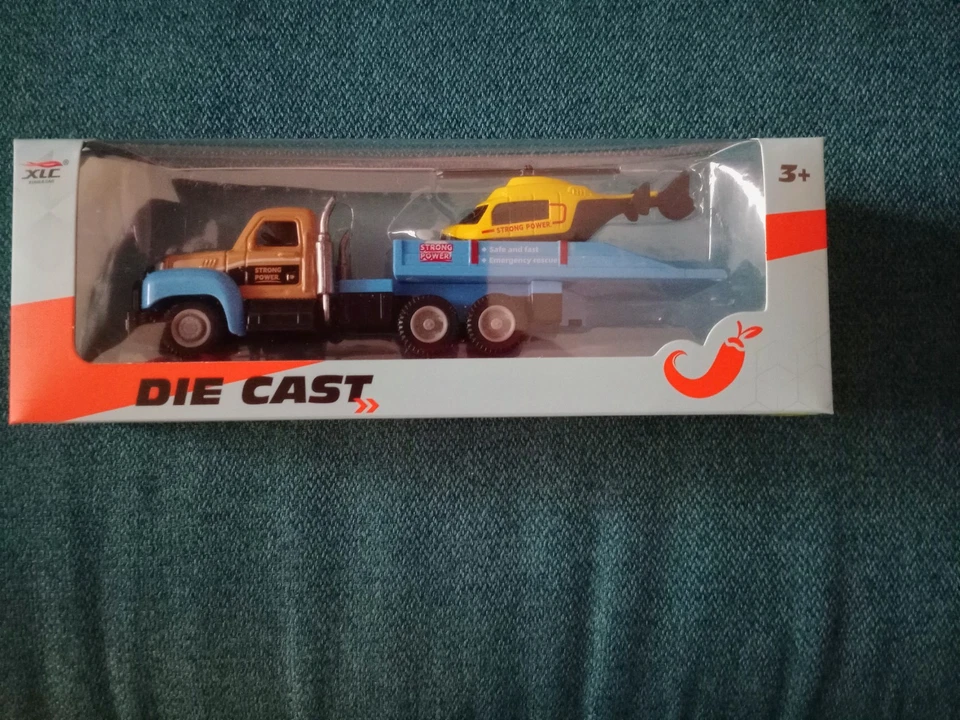 XLC
3+
STRONG POWER
STRONG
POWER
★ Safe and fast
★ Emergency rescue
STRONG
POWER
DIE CAST